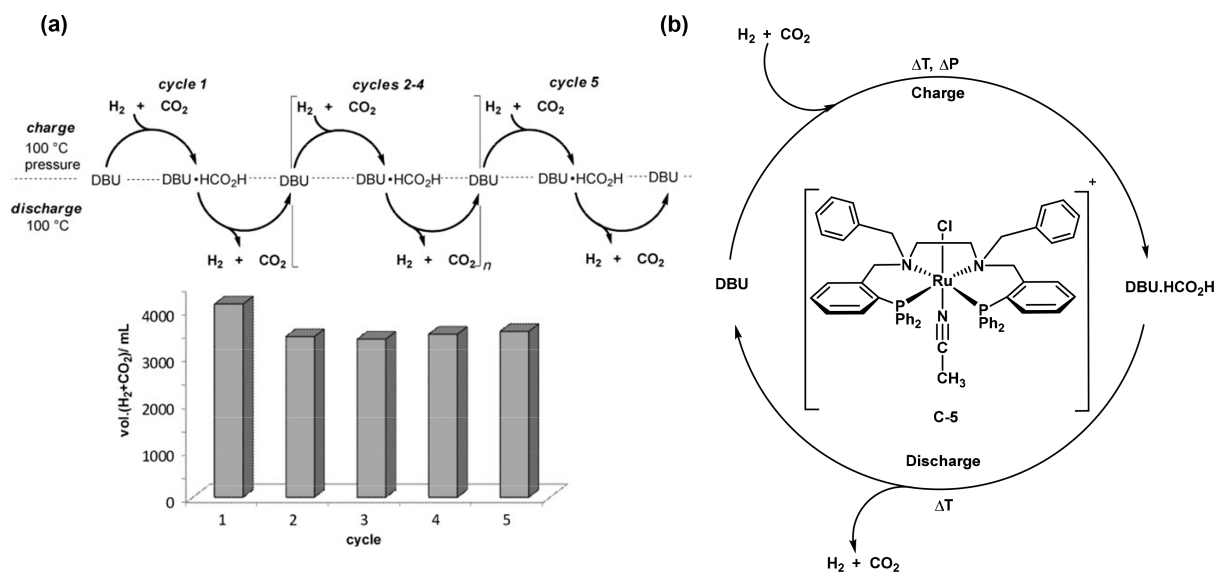 (a)
cycle 1
cycles 2-4
cycle 5
H2 + CO2
H2 + CO2
H2 + CO2
charge
100 °C
pressure
DBU
DBU•HCO2H
DBU
DBU•HCO2H
DBU
DBU•HCO2H
DBU
discharge
100 °C
H2 + CO2
H2 + CO2
n
H2 + CO2
vol.(H2+CO2)/ mL
4000
3000
2000
1000
0
1
2
3
4
5
cycle
(b)
H2 + CO2
ΔT, ΔP
Charge
+
Cl
N
N
Ru
P
Ph2
P
Ph2
N
C
CH3
C-5
DBU
DBU.HCO2H
Discharge
ΔT
H2 + CO2